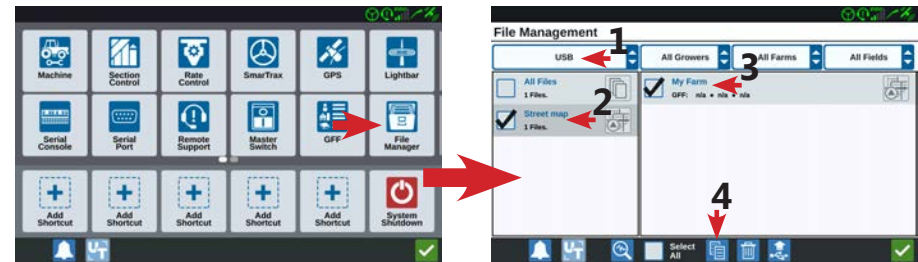 Machine
Section Control
Rate Control
SmarTrax
GPS
Lightbar
Serial Console
Serial Port
Remote Support
Master Switch
GFF
File Manager
Add Shortcut
Add Shortcut
Add Shortcut
Add Shortcut
Add Shortcut
System Shutdown
UT
File Management
1
USB
All Growers
All Farms
All Fields
All Files
1 Files.
2
Street map
1 Files.
3
My Farm
GFF: n/a • n/a • n/a
4
UT
Select All